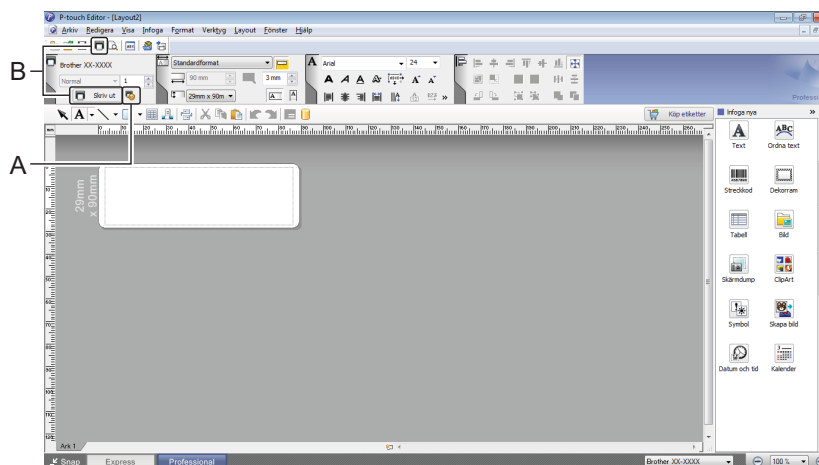 P-touch Editor - [Layout2]
Arkiv Redigera Visa Infoga Format Verktyg Layout Fönster Hjälp
B
Brother XX-XXXX
Normal 1
Skriv ut
Standardformat
90 mm 3 mm
29mm x 90m
Arial 24
Professi
A
Köp etiketter
Infoga nya
Text
Ordna text
Streckkod
Dekorram
Tabell
Bild
Skärmdump
ClipArt
Symbol
Skapa bild
Datum och tid
Kalender
29mm
x 90mm
Ark 1
Snap Express Professional
Brother XX-XXXX 100 %